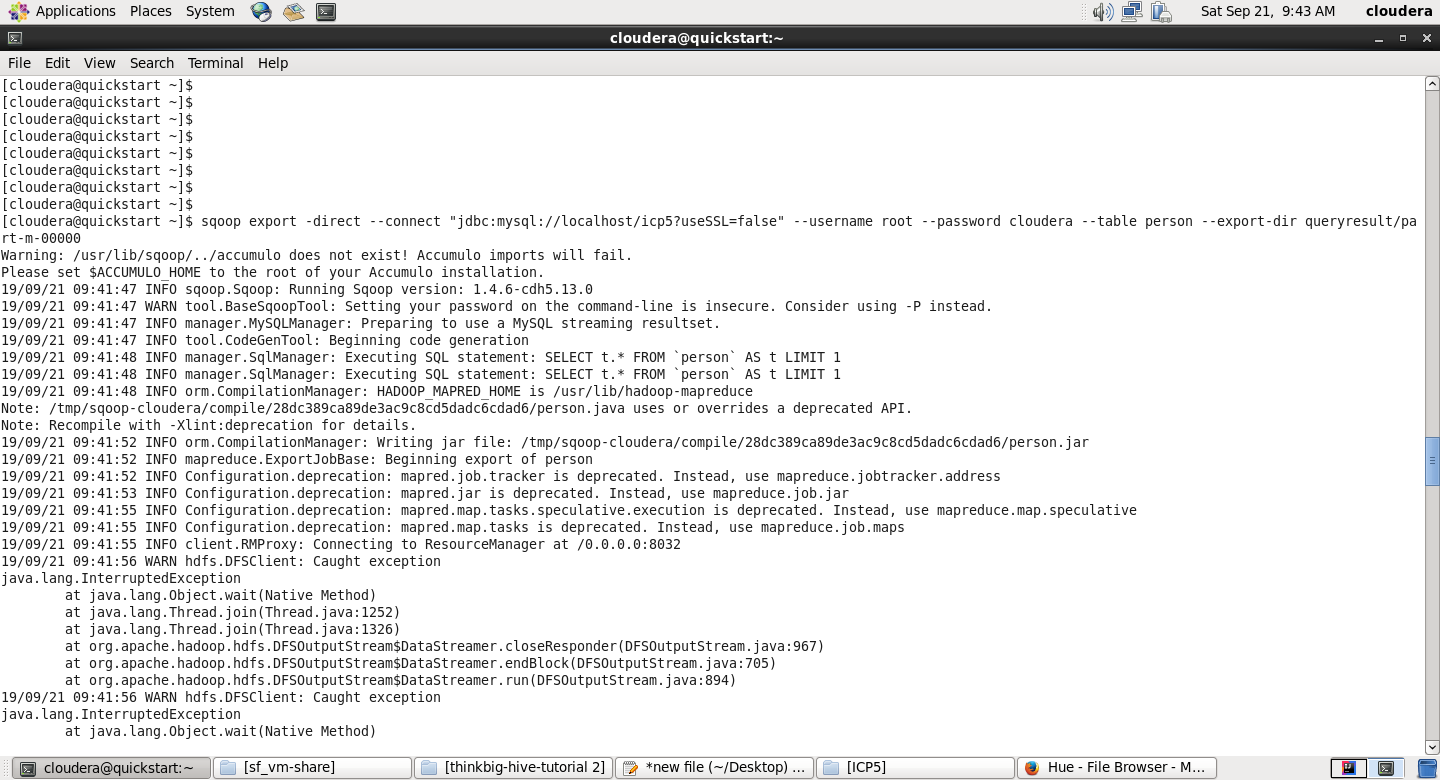 Applications Places System Sat Sep 21, 9:43 AM cloudera
cloudera@quickstart:~
File Edit View Search Terminal Help
[cloudera@quickstart ~]$
[cloudera@quickstart ~]$
[cloudera@quickstart ~]$
[cloudera@quickstart ~]$
[cloudera@quickstart ~]$
[cloudera@quickstart ~]$
[cloudera@quickstart ~]$
[cloudera@quickstart ~]$
[cloudera@quickstart ~]$ sqoop export -direct --connect "jdbc:mysql://localhost/icp5?useSSL=false" --username root --password cloudera --table person --export-dir queryresult/pa
rt-m-00000
Warning: /usr/lib/sqoop/../accumulo does not exist! Accumulo imports will fail.
Please set $ACCUMULO_HOME to the root of your Accumulo installation.
19/09/21 09:41:47 INFO sqoop.Sqoop: Running Sqoop version: 1.4.6-cdh5.13.0
19/09/21 09:41:47 WARN tool.BaseSqoopTool: Setting your password on the command-line is insecure. Consider using -P instead.
19/09/21 09:41:47 INFO manager.MySQLManager: Preparing to use a MySQL streaming resultset.
19/09/21 09:41:47 INFO tool.CodeGenTool: Beginning code generation
19/09/21 09:41:48 INFO manager.SqlManager: Executing SQL statement: SELECT t.* FROM `person` AS t LIMIT 1
19/09/21 09:41:48 INFO manager.SqlManager: Executing SQL statement: SELECT t.* FROM `person` AS t LIMIT 1
19/09/21 09:41:48 INFO orm.CompilationManager: HADOOP_MAPRED_HOME is /usr/lib/hadoop-mapreduce
Note: /tmp/sqoop-cloudera/compile/28dc389ca89de3ac9c8cd5dadc6cdad6/person.java uses or overrides a deprecated API.
Note: Recompile with -Xlint:deprecation for details.
19/09/21 09:41:52 INFO orm.CompilationManager: Writing jar file: /tmp/sqoop-cloudera/compile/28dc389ca89de3ac9c8cd5dadc6cdad6/person.jar
19/09/21 09:41:52 INFO mapreduce.ExportJobBase: Beginning export of person
19/09/21 09:41:52 INFO Configuration.deprecation: mapred.job.tracker is deprecated. Instead, use mapreduce.jobtracker.address
19/09/21 09:41:53 INFO Configuration.deprecation: mapred.jar is deprecated. Instead, use mapreduce.job.jar
19/09/21 09:41:55 INFO Configuration.deprecation: mapred.map.tasks.speculative.execution is deprecated. Instead, use mapreduce.map.speculative
19/09/21 09:41:55 INFO Configuration.deprecation: mapred.map.tasks is deprecated. Instead, use mapreduce.job.maps
19/09/21 09:41:55 INFO client.RMProxy: Connecting to ResourceManager at /0.0.0.0:8032
19/09/21 09:41:56 WARN hdfs.DFSClient: Caught exception
java.lang.InterruptedException
at java.lang.Object.wait(Native Method)
at java.lang.Thread.join(Thread.java:1252)
at java.lang.Thread.join(Thread.java:1326)
at org.apache.hadoop.hdfs.DFSOutputStream$DataStreamer.closeResponder(DFSOutputStream.java:967)
at org.apache.hadoop.hdfs.DFSOutputStream$DataStreamer.endBlock(DFSOutputStream.java:705)
at org.apache.hadoop.hdfs.DFSOutputStream$DataStreamer.run(DFSOutputStream.java:894)
19/09/21 09:41:56 WARN hdfs.DFSClient: Caught exception
java.lang.InterruptedException
at java.lang.Object.wait(Native Method)
cloudera@quickstart:~ [sf_vm-share] [thinkbig-hive-tutorial 2] *new file (~/Desktop) ... [ICP5] Hue - File Browser - M...